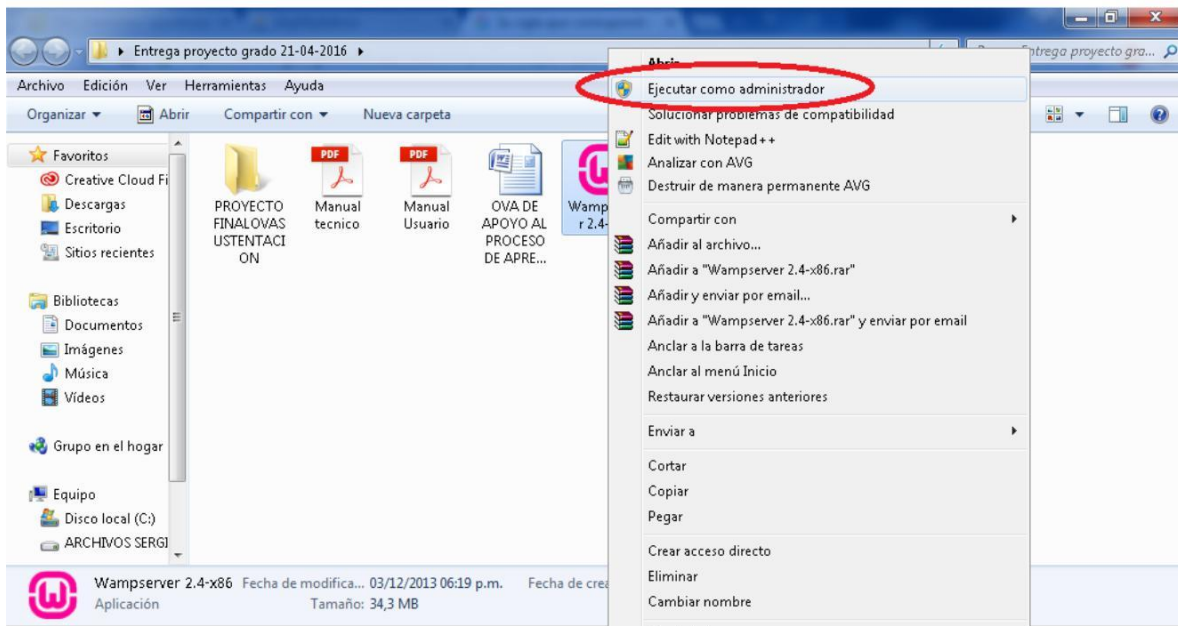 Entrega proyecto grado 21-04-2016
Entrega proyecto gra...
Archivo Edición Ver Herramientas Ayuda
Organizar Abrir Compartir con Nueva carpeta
Favoritos
Creative Cloud Fi
Descargas
Escritorio
Sitios recientes
Bibliotecas
Documentos
Imágenes
Música
Vídeos
Grupo en el hogar
Equipo
Disco local (C:)
ARCHIVOS SERGI
PROYECTO
FINALOVAS
USTENTACI
ON
PDF
Manual
tecnico
PDF
Manual
Usuario
OVA DE
APOYO AL
PROCESO
DE APRE...
Wamp
r 2.4-
Abrir
Ejecutar como administrador
Solucionar problemas de compatibilidad
Edit with Notepad++
Analizar con AVG
Destruir de manera permanente AVG
Compartir con
Añadir al archivo...
Añadir a "Wampserver 2.4-x86.rar"
Añadir y enviar por email...
Añadir a "Wampserver 2.4-x86.rar" y enviar por email
Anclar a la barra de tareas
Anclar al menú Inicio
Restaurar versiones anteriores
Enviar a
Cortar
Copiar
Pegar
Crear acceso directo
Eliminar
Cambiar nombre
Wampserver 2.4-x86 Fecha de modifica... 03/12/2013 06:19 p.m. Fecha de crea
Aplicación Tamaño: 34,3 MB